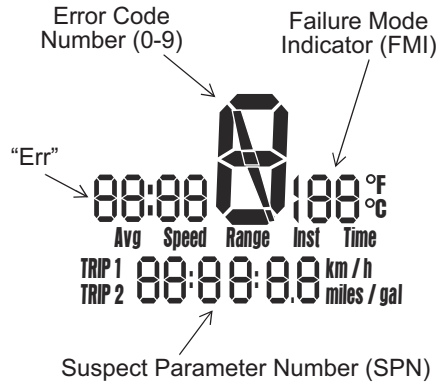 Error Code
Number (0-9)
Failure Mode
Indicator (FMI)
“Err”
88:88
188
°F
°C
Avg Speed Range Inst Time
TRIP 1
TRIP 2
88:88:8.8
km / h
miles / gal
Suspect Parameter Number (SPN)